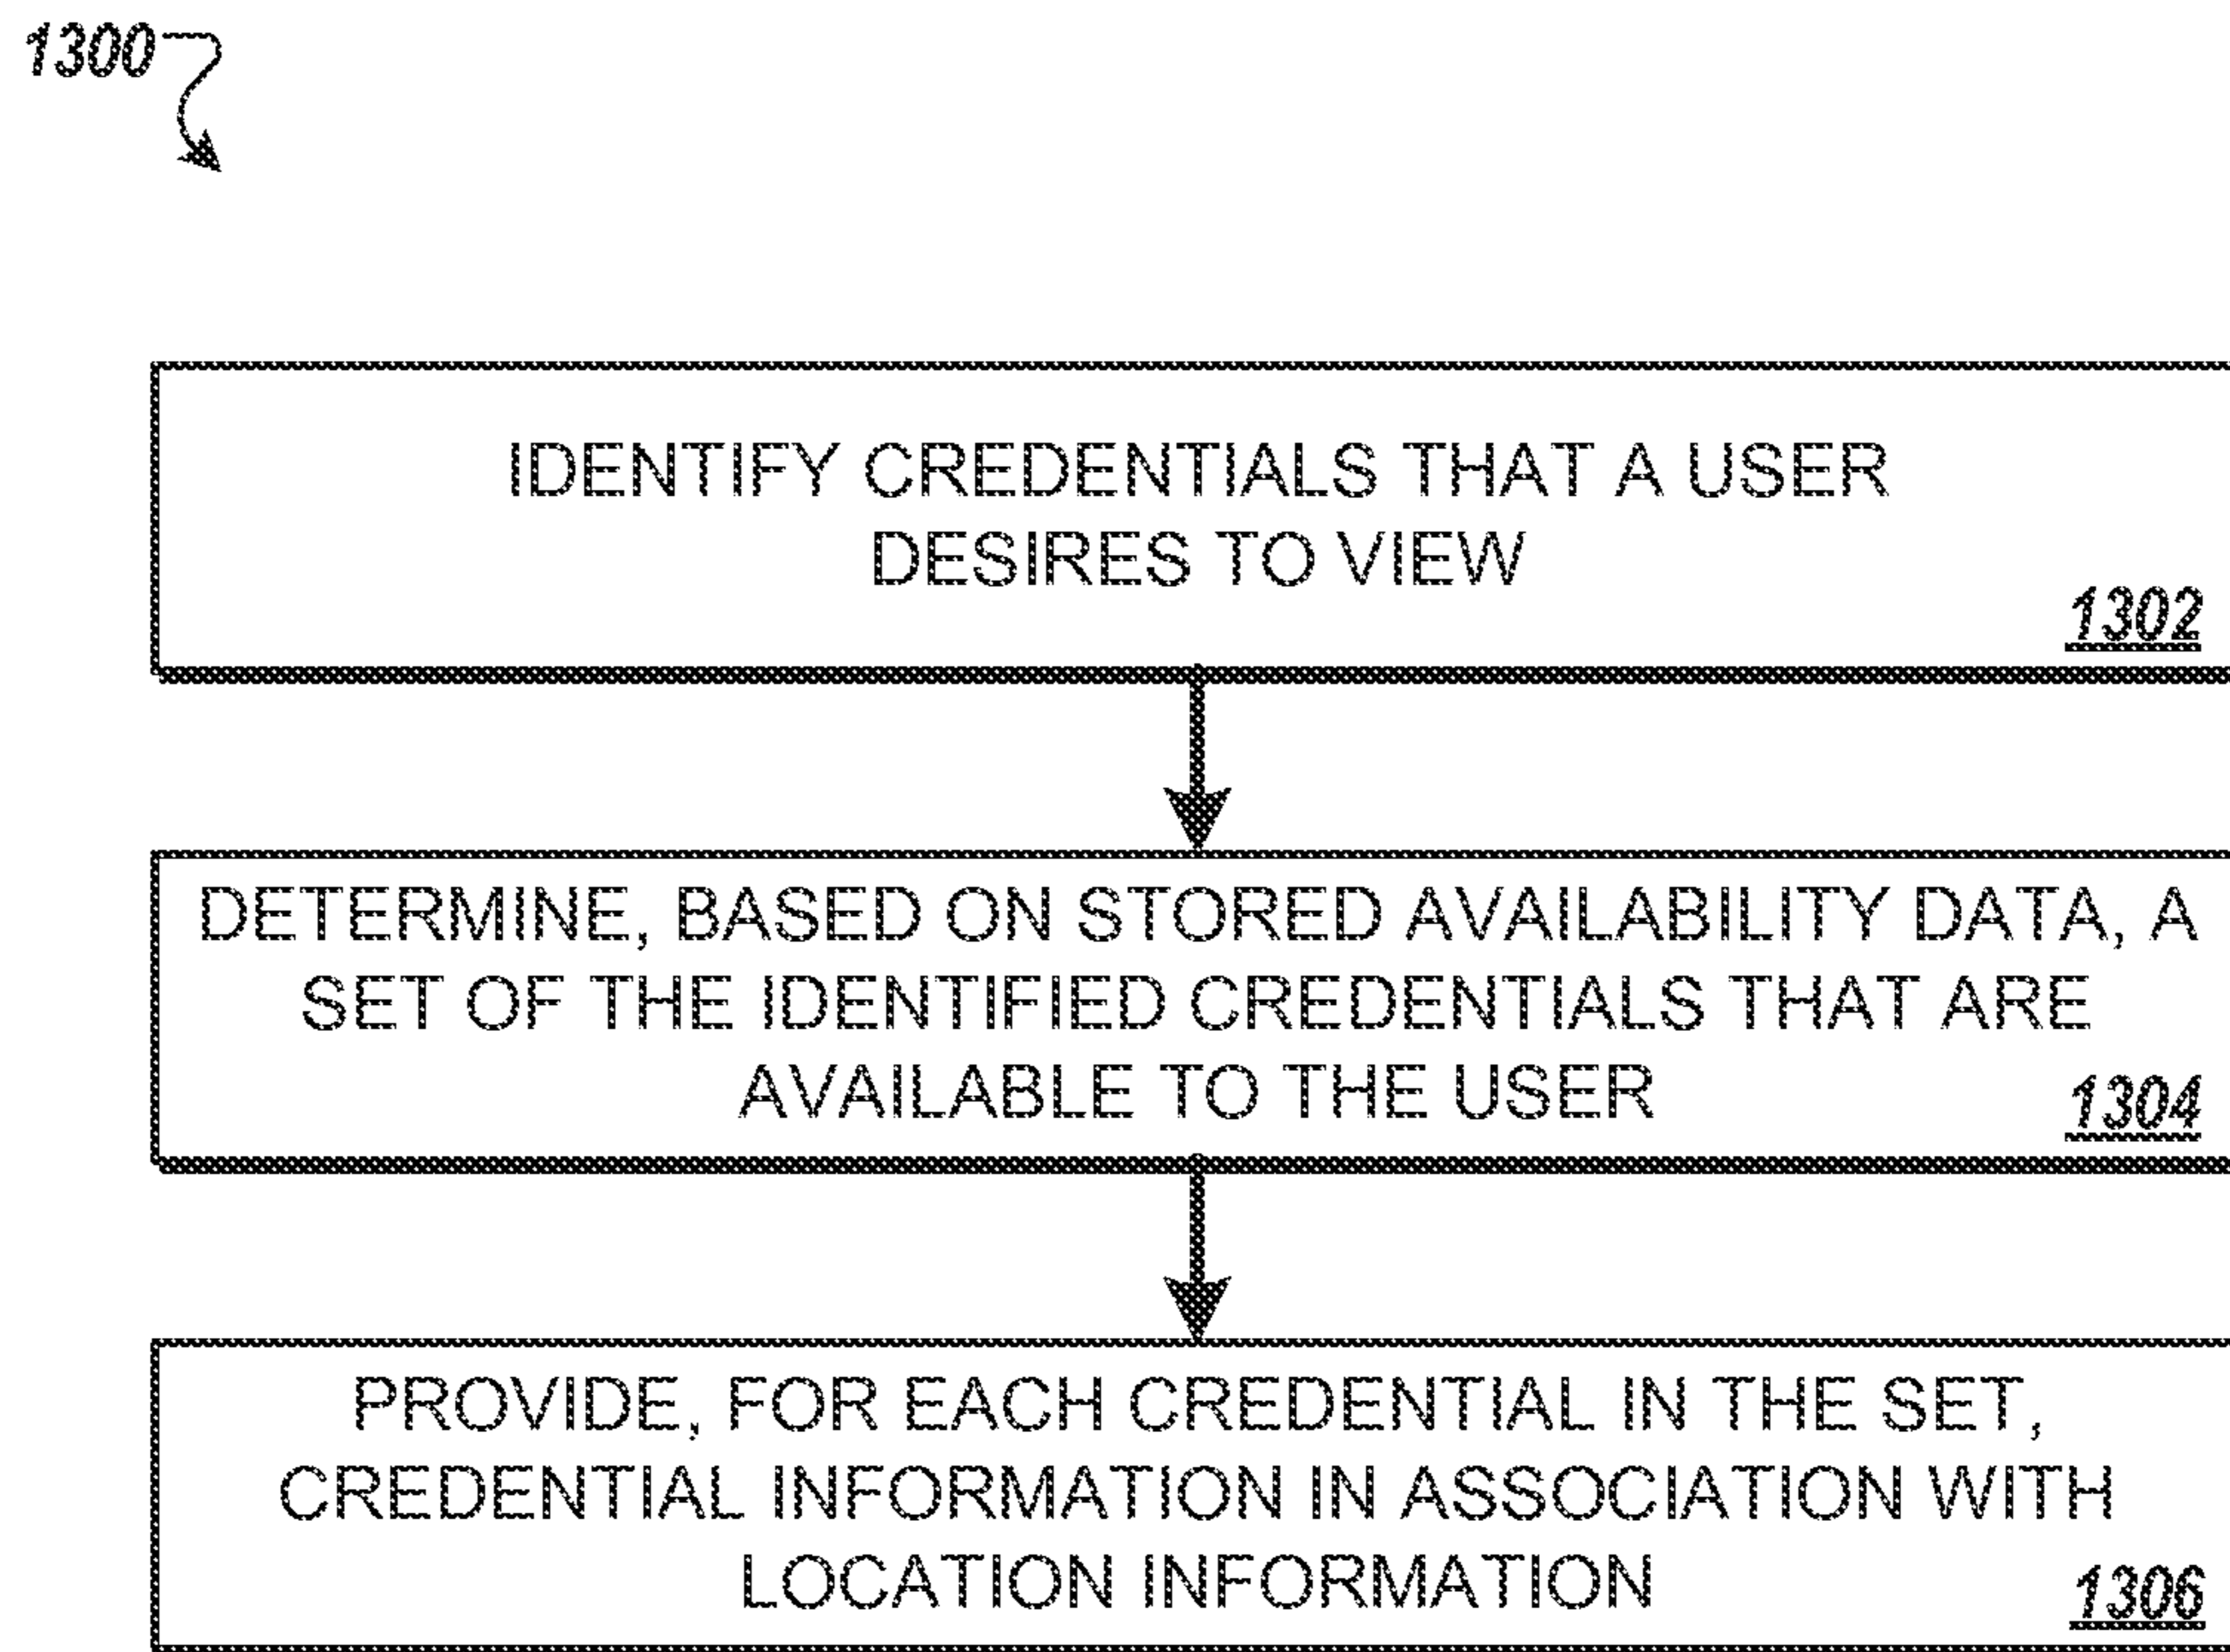 1300
IDENTIFY CREDENTIALS THAT A USER
DESIRES TO VIEW
1302
DETERMINE, BASED ON STORED AVAILABILITY DATA, A
SET OF THE IDENTIFIED CREDENTIALS THAT ARE
AVAILABLE TO THE USER
1304
PROVIDE, FOR EACH CREDENTIAL IN THE SET,
CREDENTIAL INFORMATION IN ASSOCIATION WITH
LOCATION INFORMATION
1306